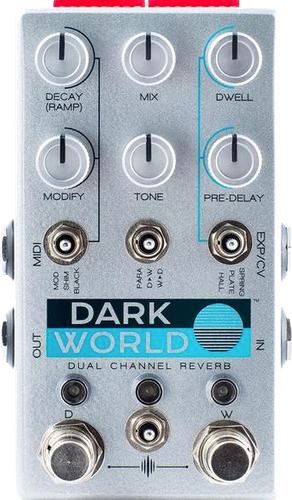 DECAY
(RAMP)
MIX
DWELL
MODIFY
TONE
PRE-DELAY
MIDI
MOD
SHIM
BLACK
PARA
D▸W
W▸D
SPRING
PLATE
HALL
EXP/CV
OUT
DARK
WORLD
™
IN
DUAL CHANNEL REVERB
D
W